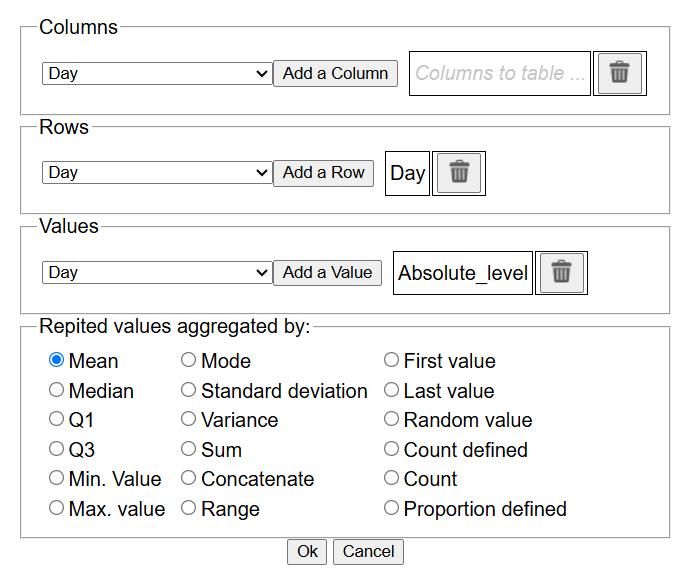 Columns
Day Add a Column Columns to table ...
Rows
Day Add a Row Day
Values
Day Add a Value Absolute_level
Repited values aggregated by:
Mean Mode First value
Median Standard deviation Last value
Q1 Variance Random value
Q3 Sum Count defined
Min. Value Concatenate Count
Max. value Range Proportion defined
Ok Cancel